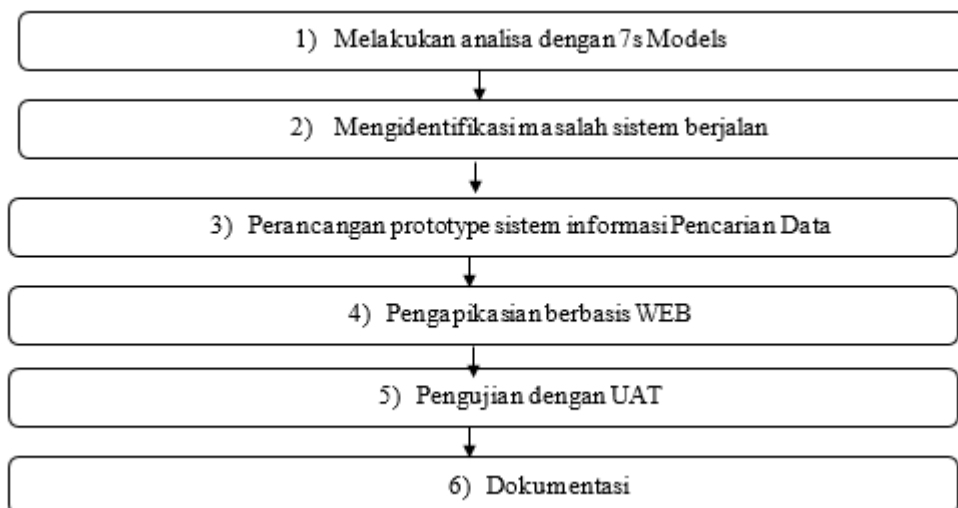 1) Melakukan analisa dengan 7s Models
2) Mengidentifikasi masalah sistem berjalan
3) Perancangan prototype sistem informasi Pencarian Data
4) Pengapikasian berbasis WEB
5) Pengujian dengan UAT
6) Dokumentasi